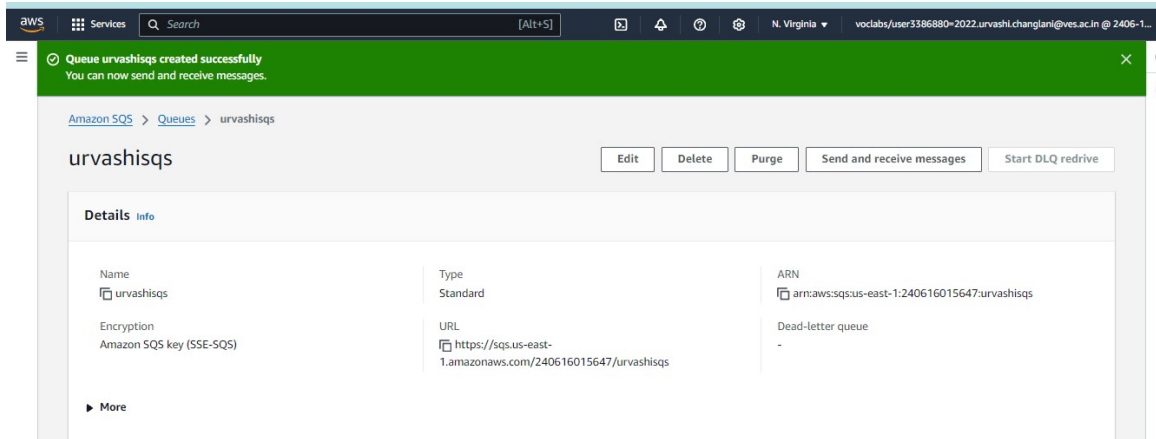 aws Services Search [Alt+S] N. Virginia ▼ voclabs/user3386880=2022.urvashi.changlani@ves.ac.in @ 2406-1...
Queue urvashisqs created successfully
You can now send and receive messages.
Amazon SQS > Queues > urvashisqs
urvashisqs Edit Delete Purge Send and receive messages Start DLQ redrive
Details Info
Name Type ARN
urvashisqs Standard arn:aws:sqs:us-east-1:240616015647:urvashisqs
Encryption URL Dead-letter queue
Amazon SQS key (SSE-SQS) https://sqs.us-east- -
1.amazonaws.com/240616015647/urvashisqs
▶ More